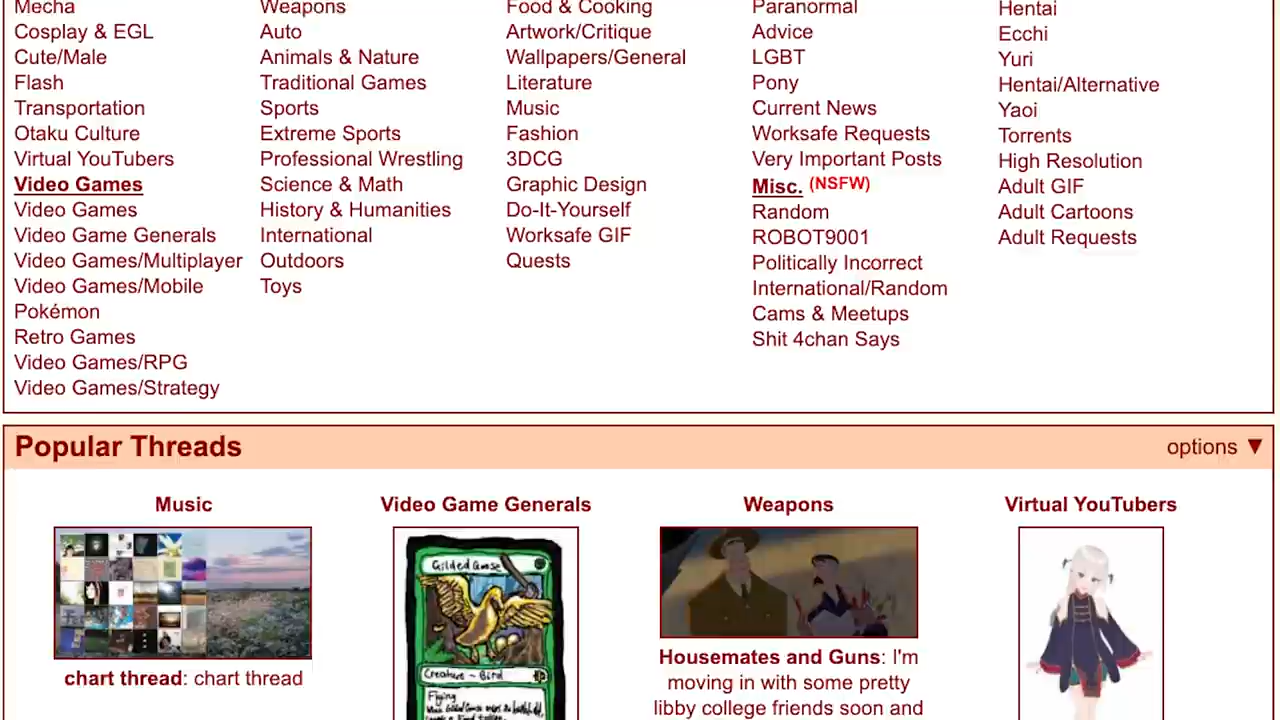 Mecha
Cosplay & EGL
Cute/Male
Flash
Transportation
Otaku Culture
Virtual YouTubers
Video Games
Video Games
Video Game Generals
Video Games/Multiplayer
Video Games/Mobile
Pokémon
Retro Games
Video Games/RPG
Video Games/Strategy
Weapons
Auto
Animals & Nature
Traditional Games
Sports
Extreme Sports
Professional Wrestling
Science & Math
History & Humanities
International
Outdoors
Toys
Food & Cooking
Artwork/Critique
Wallpapers/General
Literature
Music
Fashion
3DCG
Graphic Design
Do-It-Yourself
Worksafe GIF
Quests
Paranormal
Advice
LGBT
Pony
Current News
Worksafe Requests
Very Important Posts
Misc. (NSFW)
Random
ROBOT9001
Politically Incorrect
International/Random
Cams & Meetups
Shit 4chan Says
Hentai
Ecchi
Yuri
Hentai/Alternative
Yaoi
Torrents
High Resolution
Adult GIF
Adult Cartoons
Adult Requests
Popular Threads
options ▼
Music
chart thread: chart thread
Video Game Generals
Gilded Goose
Creature ~ Bird
Flying
Weapons
Housemates and Guns: I'm
moving in with some pretty
libby college friends soon and
Virtual YouTubers